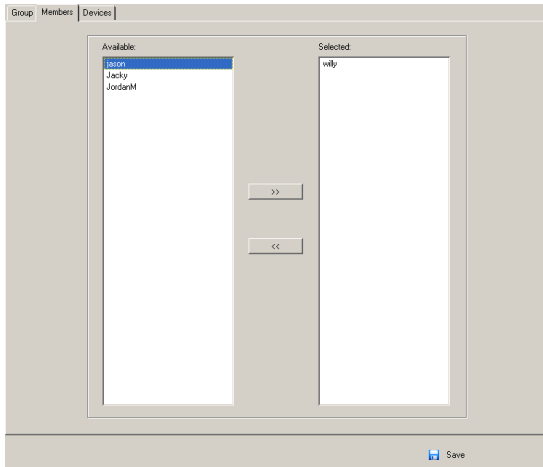 Group Members Devices
Available: Selected:
jason willy
Jacky
JordanM
>>
<<
Save